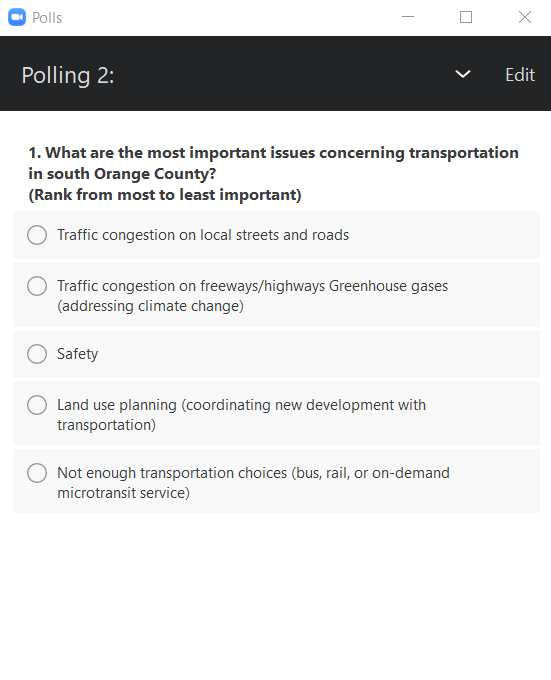 Polls
Polling 2:
Edit
1. What are the most important issues concerning transportation
in south Orange County?
(Rank from most to least important)
Traffic congestion on local streets and roads
Traffic congestion on freeways/highways Greenhouse gases
(addressing climate change)
Safety
Land use planning (coordinating new development with
transportation)
Not enough transportation choices (bus, rail, or on-demand
microtransit service)